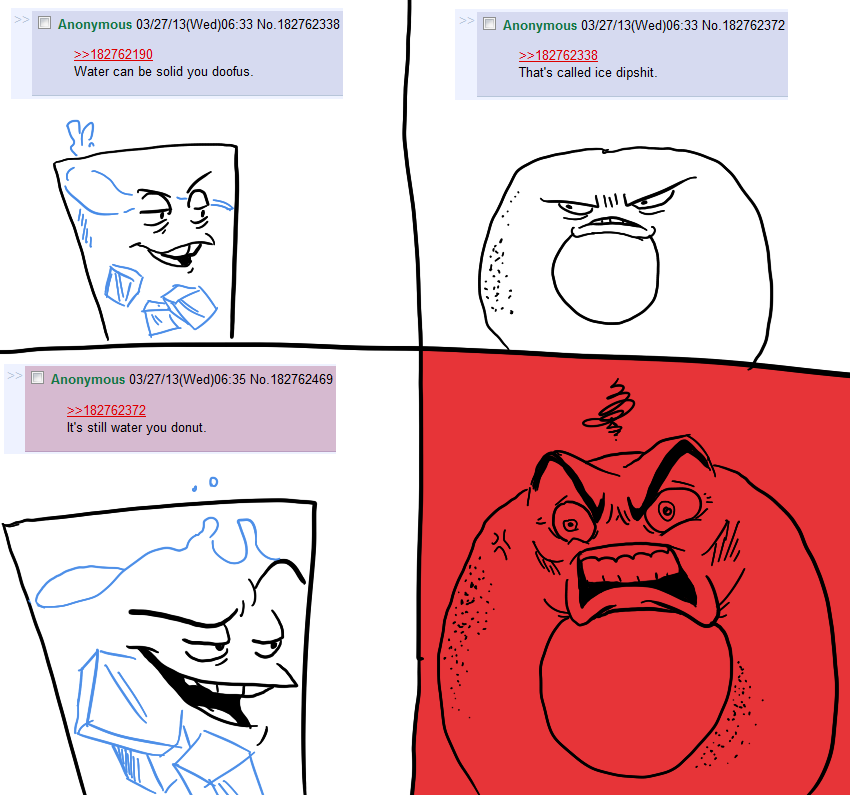 >> Anonymous 03/27/13(Wed)06:33 No.182762338
>>182762190
Water can be solid you doofus.
>> Anonymous 03/27/13(Wed)06:33 No.182762372
>>182762338
That's called ice dipshit.
>> Anonymous 03/27/13(Wed)06:35 No.182762469
>>182762372
It's still water you donut.